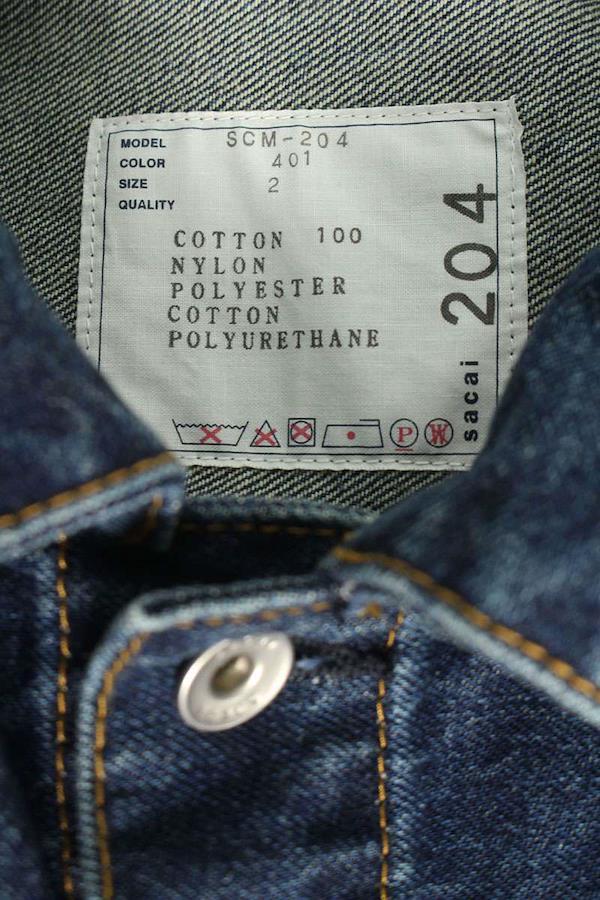 MODEL SCM-204
COLOR 401
SIZE 2
QUALITY
COTTON 100
NYLON
POLYESTER
COTTON
POLYURETHANE
P W
sacai 204